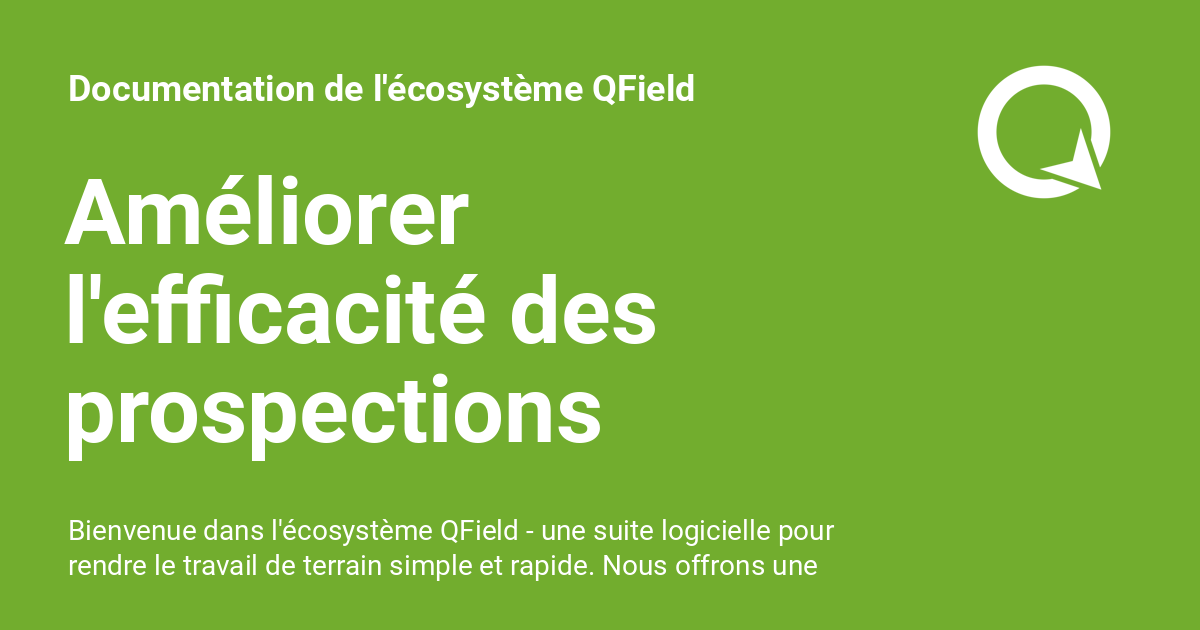 Documentation de l'écosystème QField
Améliorer
l'efficacité des
prospections
Bienvenue dans l'écosystème QField - une suite logicielle pour
rendre le travail de terrain simple et rapide. Nous offrons une